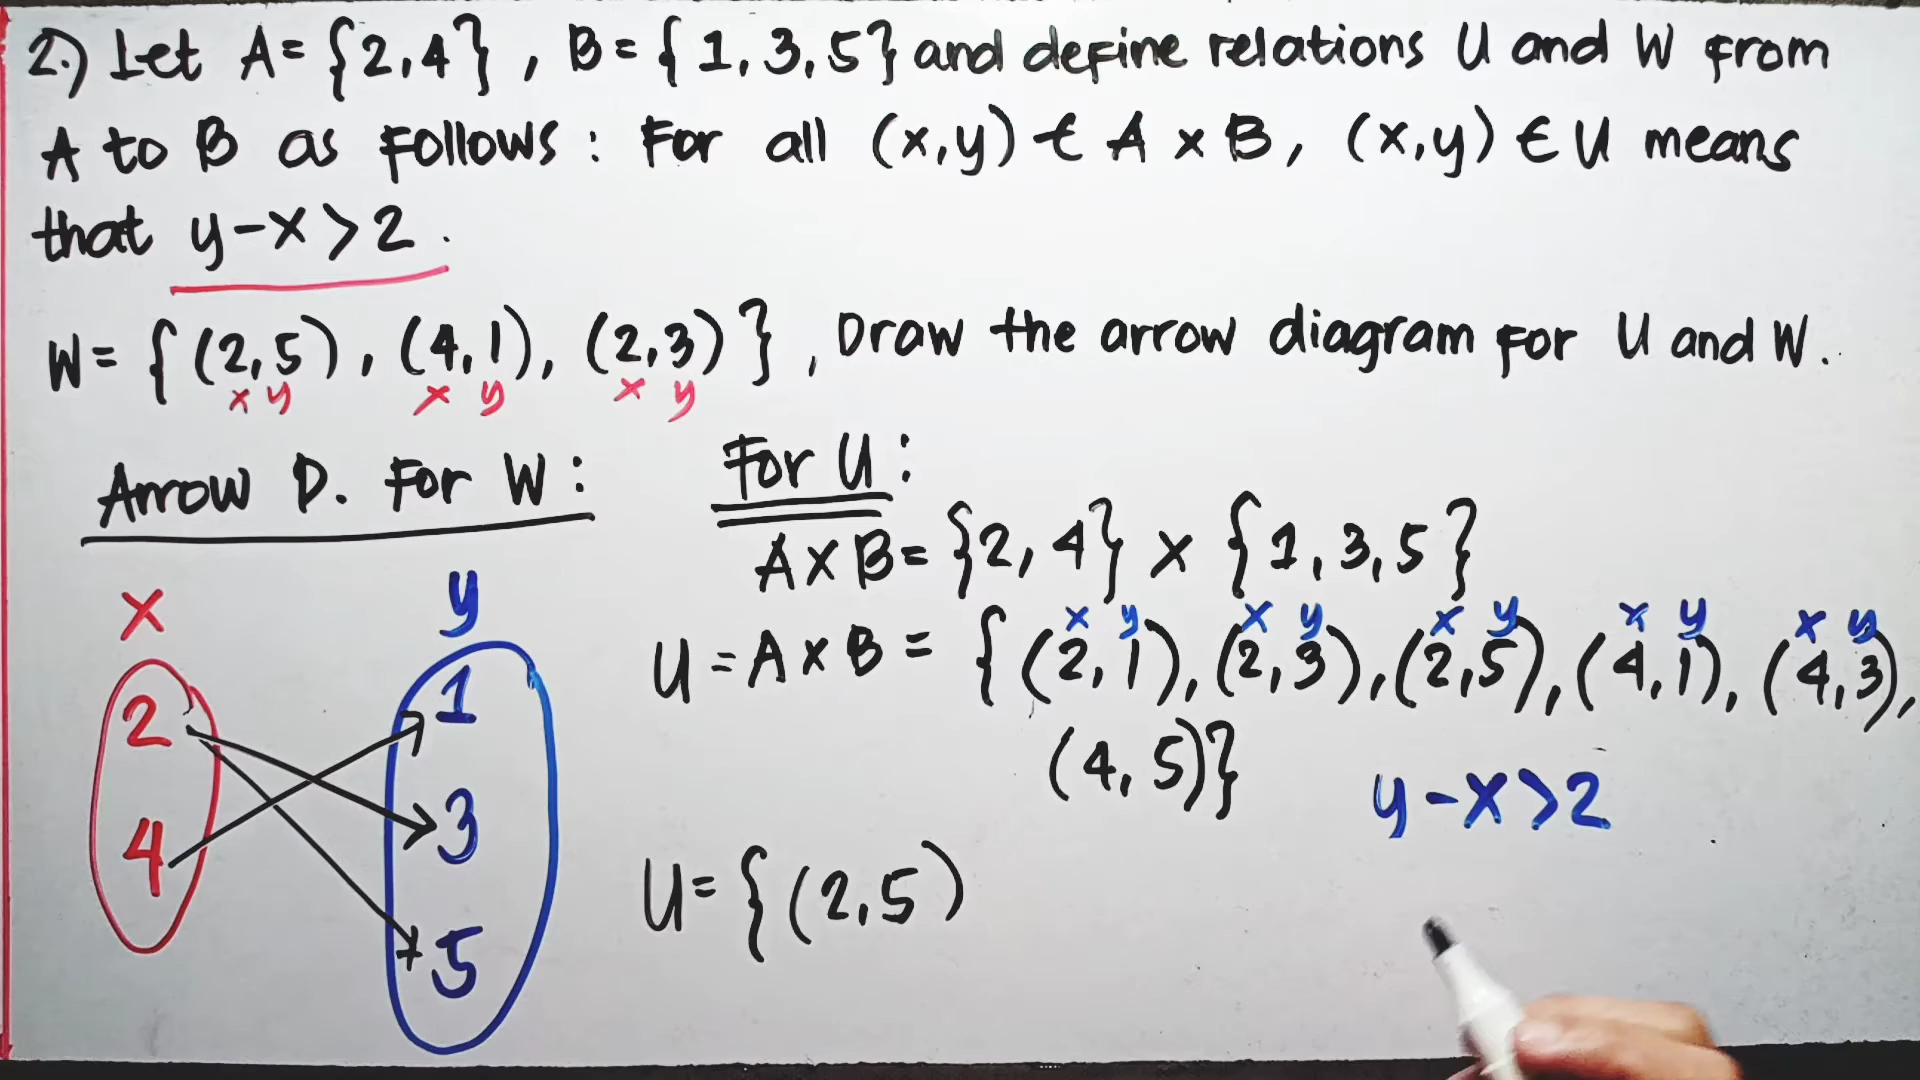 2.) Let A = {2,4}, B = {1,3,5} and define relations U and W from
A to B as follows: For all (x,y) ∈ A x B, (x,y) ∈ U means
that y-x>2.
W = {(2,5), (4,1), (2,3)}, Draw the arrow diagram for U and W.
x y x y x y
Arrow D. For W:
x y
2 1
4 3
5
For U:
A x B = {2,4} x {1,3,5}
x y x y x y x y x y
U = A x B = {(2,1), (2,3), (2,5), (4,1), (4,3),
(4,5)}
y-x>2
U = {(2,5)